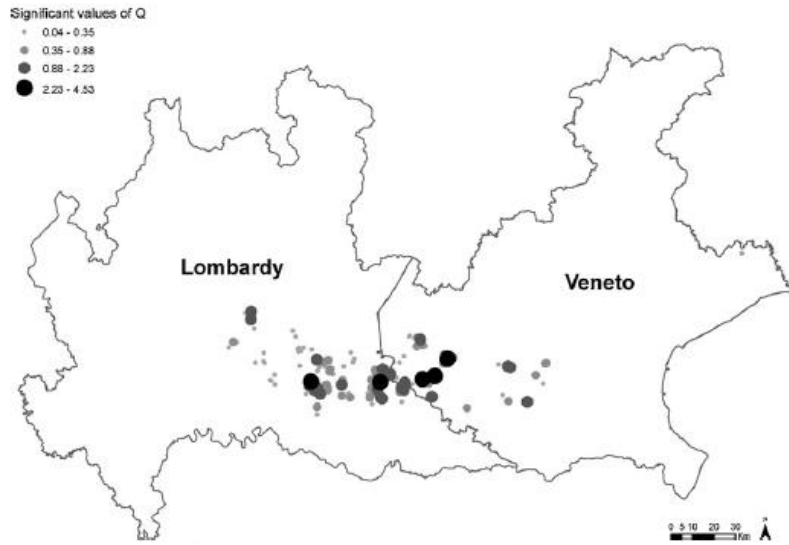 Significant values of Q
0.04 - 0.35
0.35 - 0.88
0.88 - 2.23
2.23 - 4.53
Lombardy
Veneto
0 5 10 20 30
Km